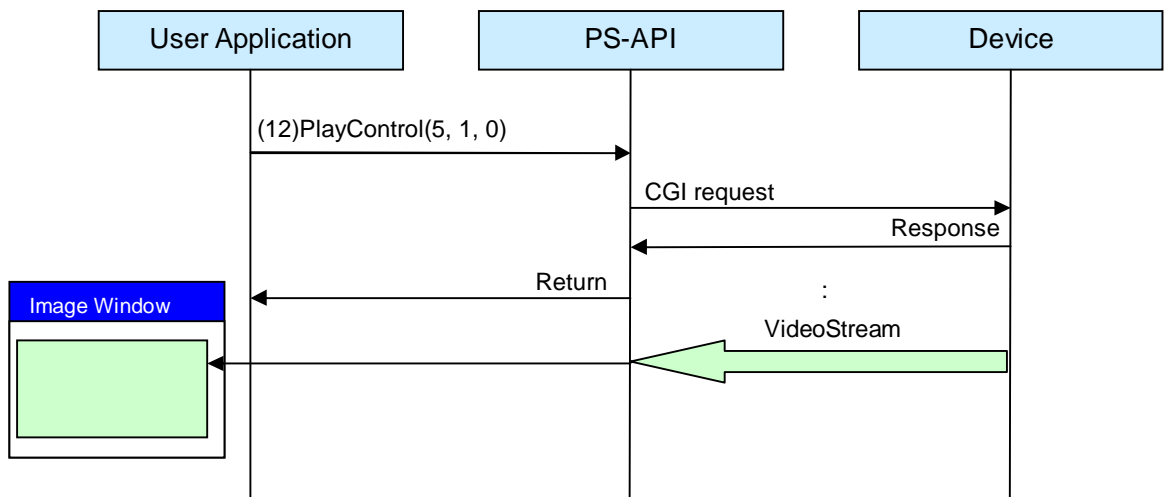 User Application
PS-API
Device
(12)PlayControl(5, 1, 0)
CGI request
Response
Return
:
Image Window
VideoStream